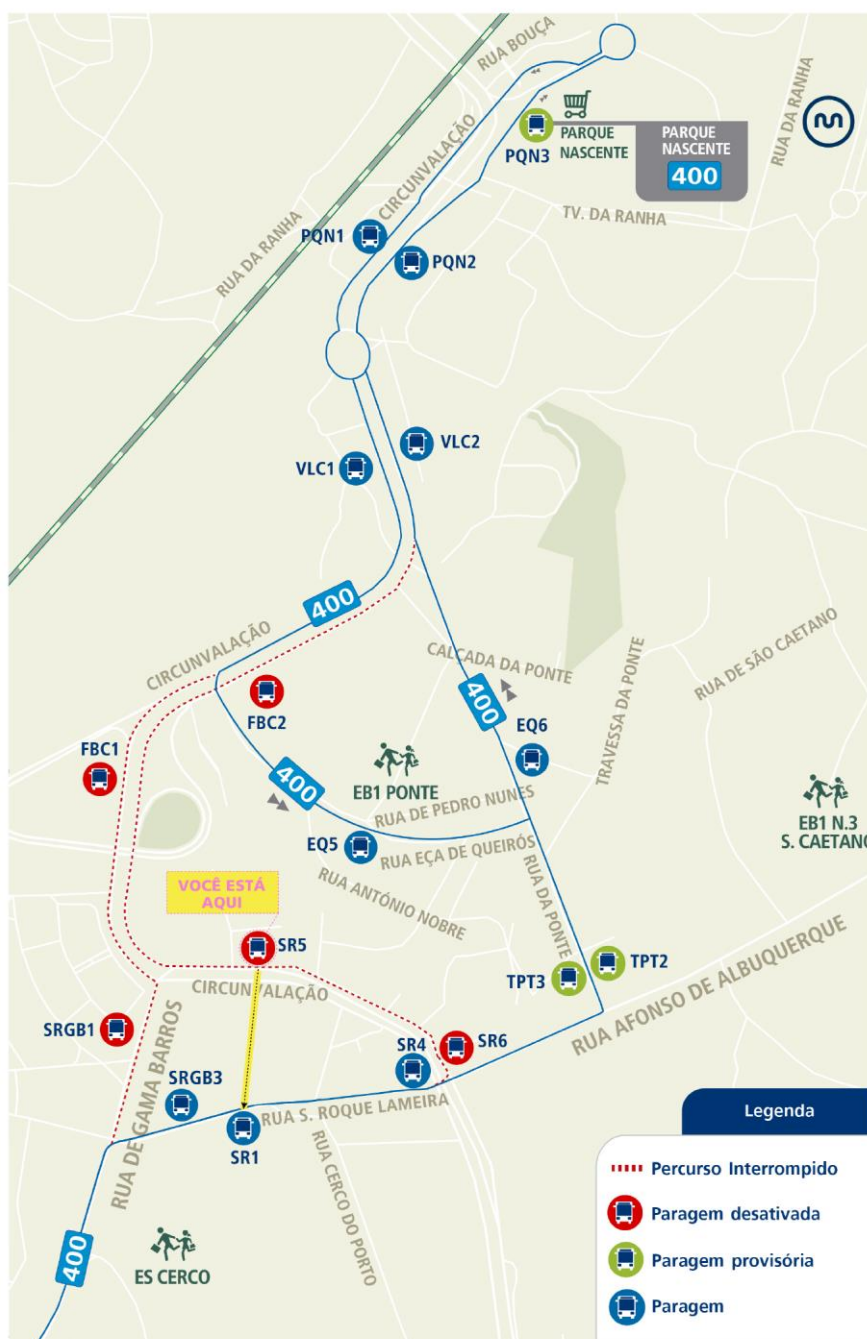 RUA BOUÇA
RUA DA RANHA
CIRCUNVALAÇÃO
PQN3
PARQUE
NASCENTE
PARQUE
NASCENTE
400
TV. DA RANHA
RUA DA RANHA
PQN1
PQN2
VLC2
VLC1
400
CIRCUNVALAÇÃO
CALÇADA DA PONTE
RUA DE SÃO CAETANO
TRAVESSA DA PONTE
400
FBC2
EQ6
FBC1
400
EB1 PONTE
RUA DE PEDRO NUNES
EB1 N.3
S. CAETANO
EQ5
RUA EÇA DE QUEIRÓS
RUA ANTÓNIO NOBRE
RUA DA PONTE
VOCÊ ESTÁ
AQUI
SR5
TPT2
TPT3
CIRCUNVALAÇÃO
RUA AFONSO DE ALBUQUERQUE
SRGB1
SR4
SR6
RUA DE GAMA BARROS
SRGB3
RUA S. ROQUE LAMEIRA
SR1
RUA CERCO DO PORTO
400
ES CERCO
Legenda
Percurso Interrompido
Paragem desativada
Paragem provisória
Paragem